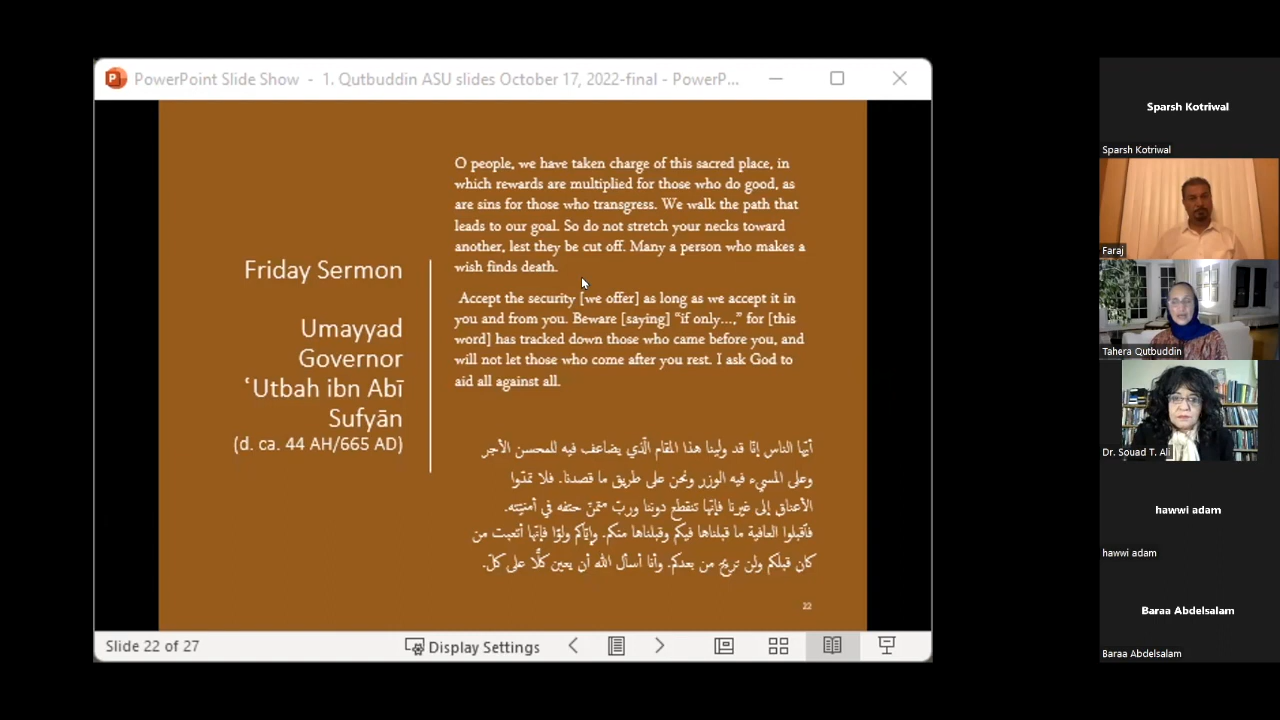 PowerPoint Slide Show - 1. Qutbuddin ASU slides October 17, 2022-final - PowerP...
Friday Sermon
Umayyad
Governor
ʿUtbah ibn Abī
Sufyān
(d. ca. 44 AH/665 AD)
O people, we have taken charge of this sacred place, in
which rewards are multiplied for those who do good, as
are sins for those who transgress. We walk the path that
leads to our goal. So do not stretch your necks toward
another, lest they be cut off. Many a person who makes a
wish finds death.
Accept the security [we offer] as long as we accept it in
you and from you. Beware [saying] “if only…,” for [this
word] has tracked down those who came before you, and
will not let those who come after you rest. I ask God to
aid all against all.
أيّها الناس إنّا قد ولينا هذا المقام الّذي يضاعف فيه للمحسن الأجر
وعلى المسيء فيه الوزر ونحن على طريق ما قصدنا. فلا تمدّوا
الأعناق إلى غيرنا فإنّها تنقطع دوننا وربّ متمنّ حتفه في أمنيّته.
فٱقبلوا العافية ما قبلناها فيكم وقبلناها منكم. وإيّاكم ولوّا فإنّها أتعبت من
كان قبلكم ولن تريح من بعدكم. وأنا أسأل الله أن يعين كلًّا على كلّ.
22
Slide 22 of 27
Display Settings
Sparsh Kotriwal
Sparsh Kotriwal
Faraj
Tahera Qutbuddin
Dr. Souad T. Ali
hawwi adam
hawwi adam
Baraa Abdelsalam
Baraa Abdelsalam